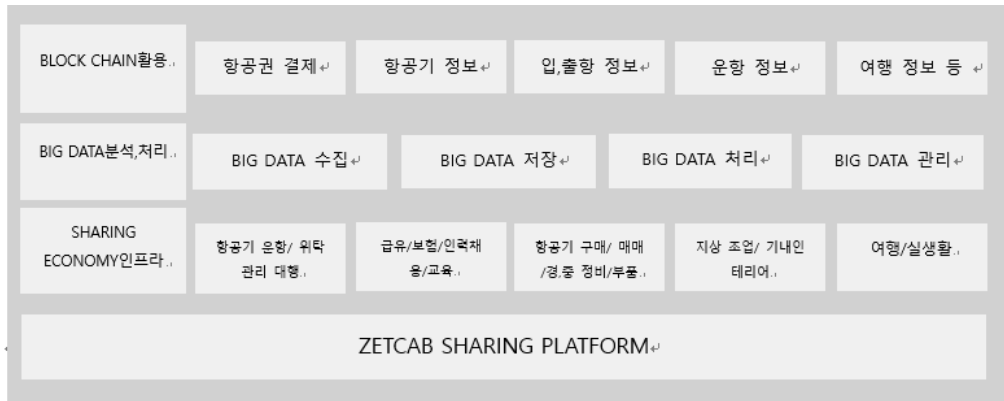 BLOCK CHAIN활용
항공권 결제
항공기 정보
입,출항 정보
운항 정보
여행 정보 등
BIG DATA분석,처리
BIG DATA 수집
BIG DATA 저장
BIG DATA 처리
BIG DATA 관리
SHARING
ECONOMY인프라
항공기 운항/ 위탁
관리 대행
급유/보험/인력채
용/교육
항공기 구매/ 매매
/경,중 정비/부품
지상 조업/ 기내인
테리어
여행/실생활
ZETCAB SHARING PLATFORM